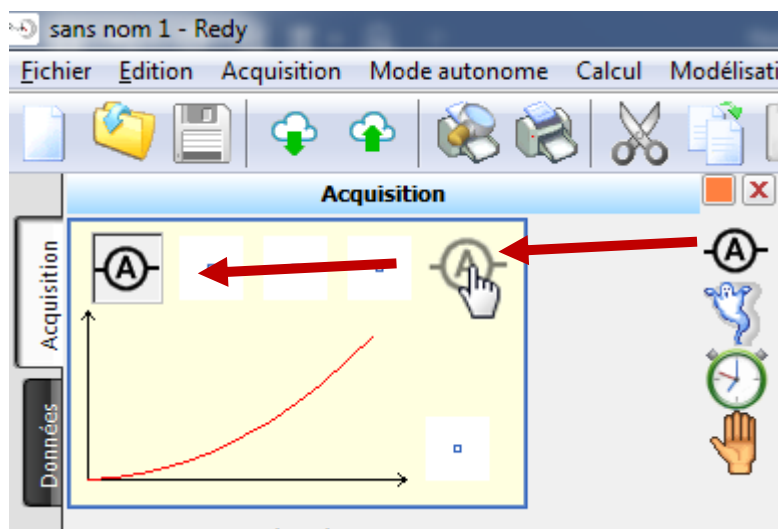 sans nom 1 - Redy
Fichier Edition Acquisition Mode autonome Calcul Modélisati
Acquisition
Acquisition
Données
A
A
A